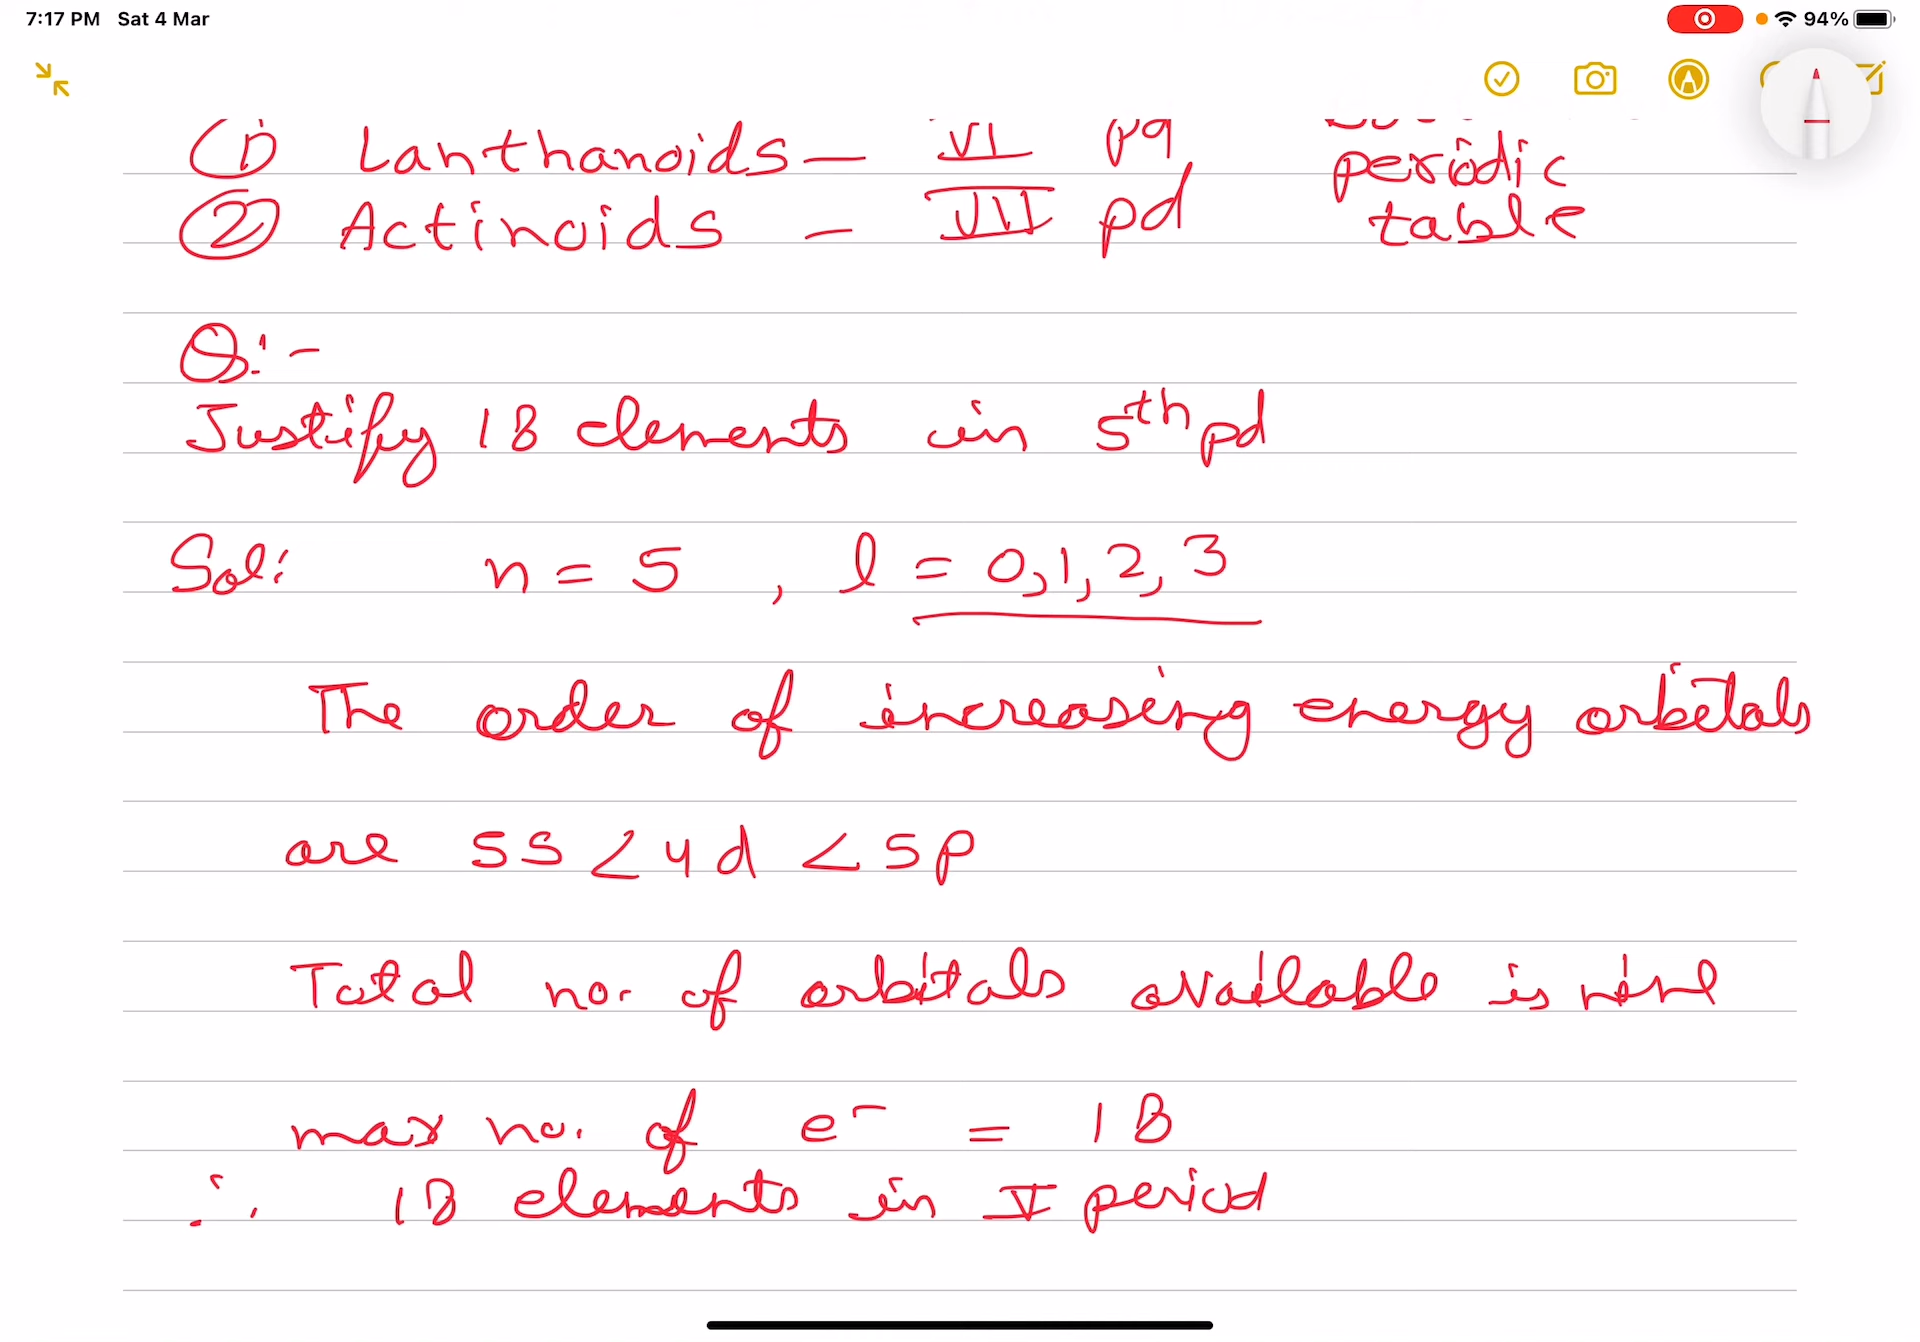 7:17 PM Sat 4 Mar 94%
① Lanthanoids — VI pd periodic
② Actinoids – VII pd table
Q:-
Justify 18 elements in 5th pd
Sol: n = 5 , l = 0, 1, 2, 3
The order of increasing energy orbitals
are 5s < 4d < 5p
Total no. of orbitals available is nine
max no. of e⁻ = 18
∴ 18 elements in V period